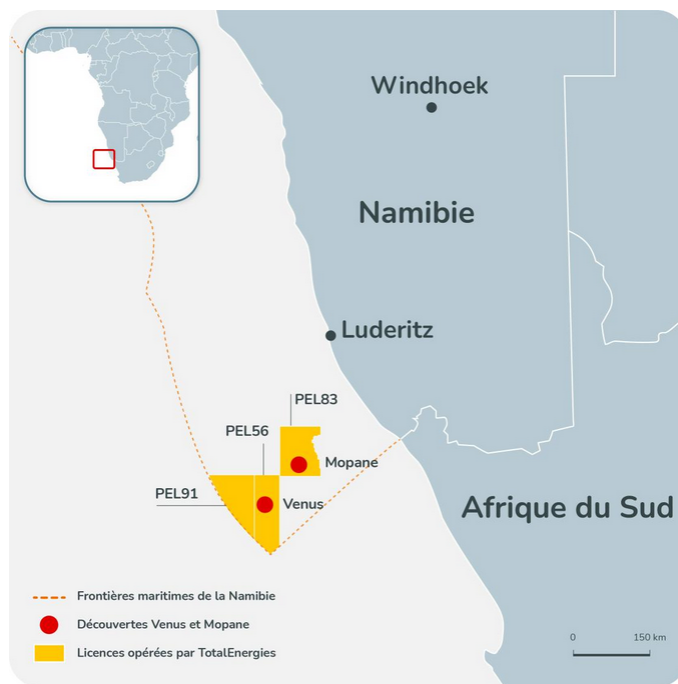 Windhoek
Namibie
Luderitz
PEL83
PEL56
Mopane
PEL91
Venus
Afrique du Sud
Frontières maritimes de la Namibie
Découvertes Venus et Mopane
Licences opérées par TotalEnergies
0 150 km